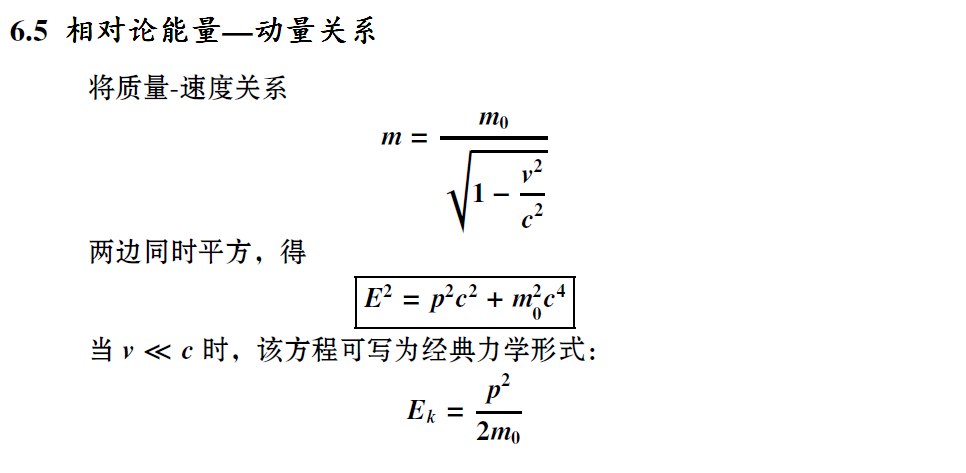 6.5 相对论能量—动量关系
将质量-速度关系
m = \frac{m_0}{\sqrt{1 - \frac{v^2}{c^2}}}
两边同时平方，得
E^2 = p^2c^2 + m_0^2c^4
当 v ≪ c 时，该方程可写为经典力学形式：
E_k = \frac{p^2}{2m_0}